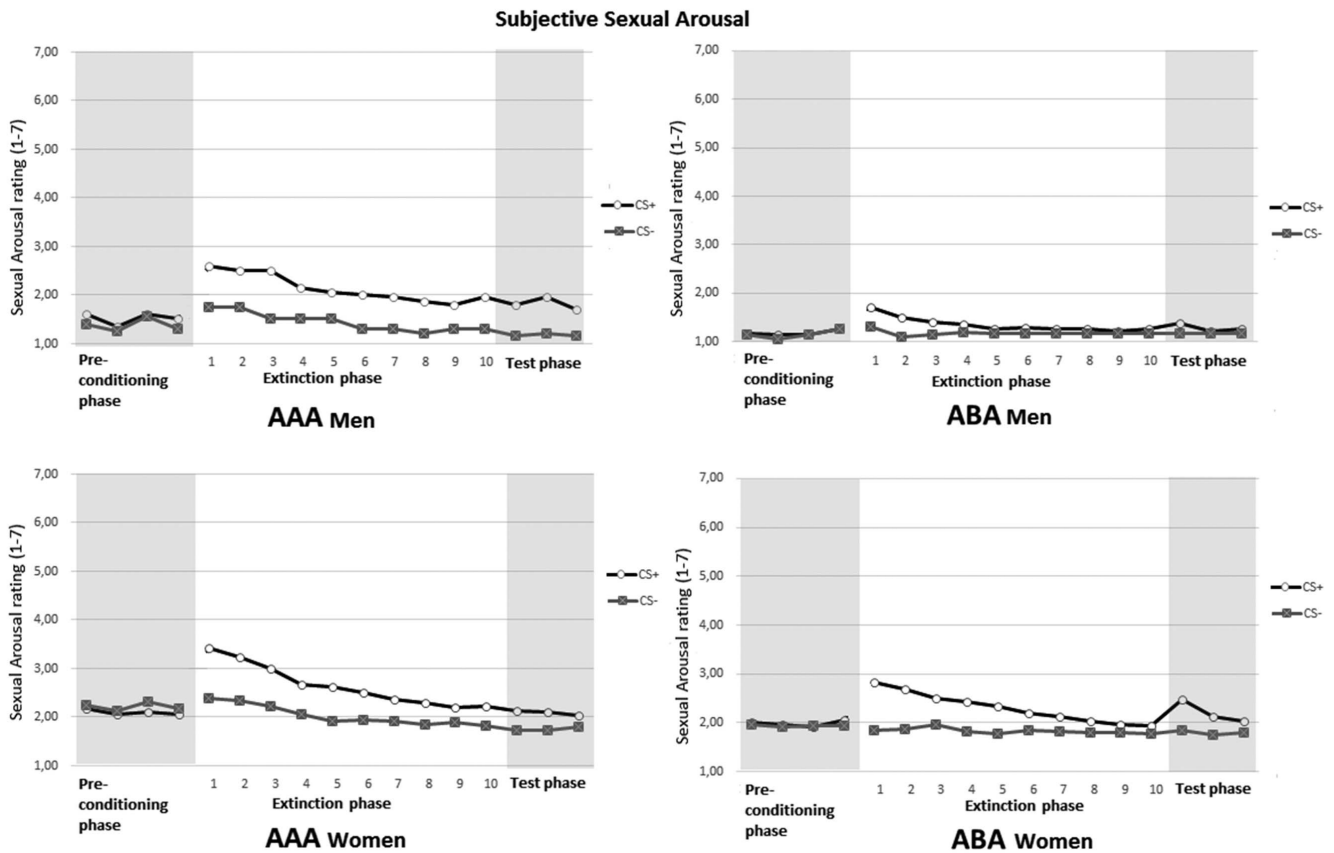 Subjective Sexual Arousal
Sexual Arousal rating (1-7)
7,00
6,00
5,00
4,00
3,00
2,00
1,00
CS+
CS-
Pre-
conditioning
phase
1 2 3 4 5 6 7 8 9 10
Extinction phase
Test phase
AAA Men
Sexual Arousal rating (1-7)
7,00
6,00
5,00
4,00
3,00
2,00
1,00
CS+
CS-
Pre-
conditioning
phase
1 2 3 4 5 6 7 8 9 10
Extinction phase
Test phase
ABA Men
Sexual Arousal rating (1-7)
7,00
6,00
5,00
4,00
3,00
2,00
1,00
CS+
CS-
Pre-
conditioning
phase
1 2 3 4 5 6 7 8 9 10
Extinction phase
Test phase
AAA Women
Sexual Arousal rating (1-7)
7,00
6,00
5,00
4,00
3,00
2,00
1,00
CS+
CS-
Pre-
conditioning
phase
1 2 3 4 5 6 7 8 9 10
Extinction phase
Test phase
ABA Women